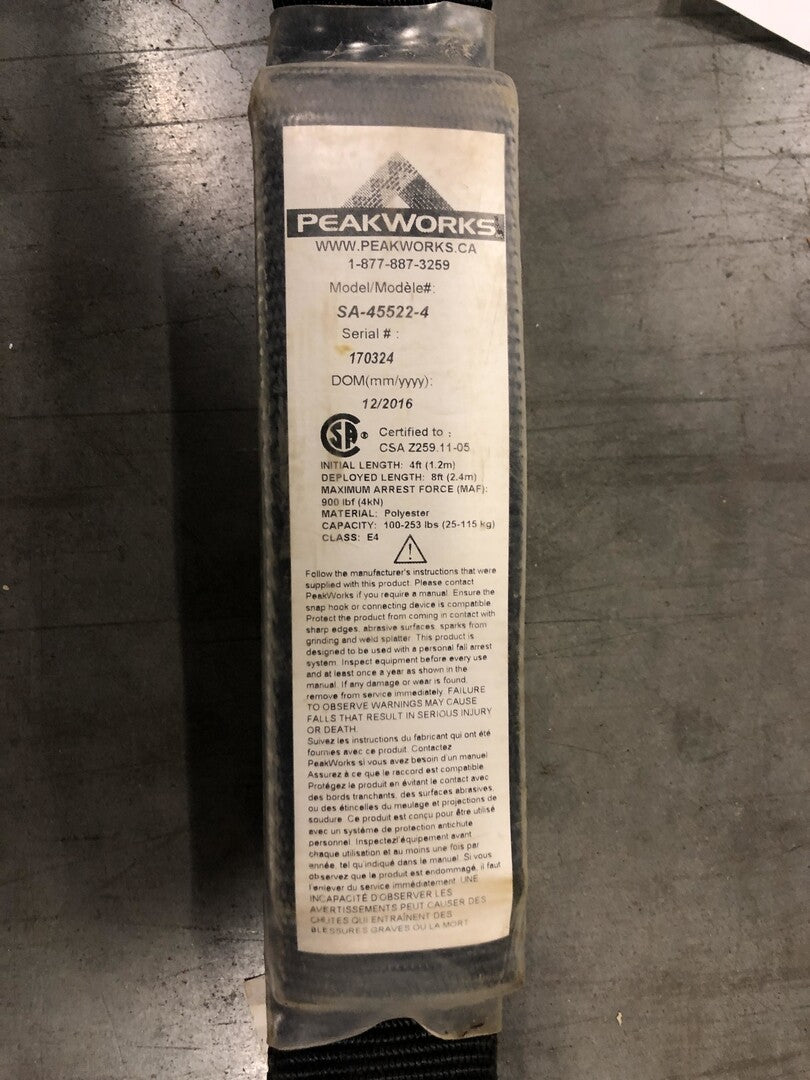 PEAKWORKS
WWW.PEAKWORKS.CA
1-877-887-3259
Model/Modèle#:
SA-45522-4
Serial # :
170324
DOM(mm/yyyy):
12/2016
SA ® Certified to :
CSA Z259.11-05
INITIAL LENGTH: 4ft (1.2m)
DEPLOYED LENGTH: 8ft (2.4m)
MAXIMUM ARREST FORCE (MAF):
900 lbf (4kN)
MATERIAL: Polyester
CAPACITY: 100-253 lbs (25-115 kg)
CLASS: E4
!
Follow the manufacturer's instructions that were
supplied with this product. Please contact
PeakWorks if you require a manual. Ensure the
snap hook or connecting device is compatible.
Protect the product from coming in contact with
sharp edges, abrasive surfaces, sparks from
grinding and weld splatter. This product is
designed to be used with a personal fall arrest
system. Inspect equipment before every use
and at least once a year as shown in the
manual. If any damage or wear is found,
remove from service immediately. FAILURE
TO OBSERVE WARNINGS MAY CAUSE
FALLS THAT RESULT IN SERIOUS INJURY
OR DEATH.
Suivez les instructions du fabricant qui ont été
fournies avec ce produit. Contactez
PeakWorks si vous avez besoin d'un manuel
Assurez à ce que le raccord est compatible.
Protégez le produit en évitant le contact avec
des bords tranchants, des surfaces abrasives,
ou des étincelles du meulage et projections de
soudure. Ce produit est conçu pour être utilisé
avec un système de protection antichute
personnel. Inspectez l'équipement avant
chaque utilisation et au moins une fois par
année, tel qu'indiqué dans le manuel. Si vous
observez que le produit est endommagé, il faut
l'enlever du service immédiatement. UNE
INCAPACITÉ D'OBSERVER LES
AVERTISSEMENTS PEUT CAUSER DES
CHUTES QUI ENTRAÎNENT DES
BLESSURES GRAVES OU LA MORT